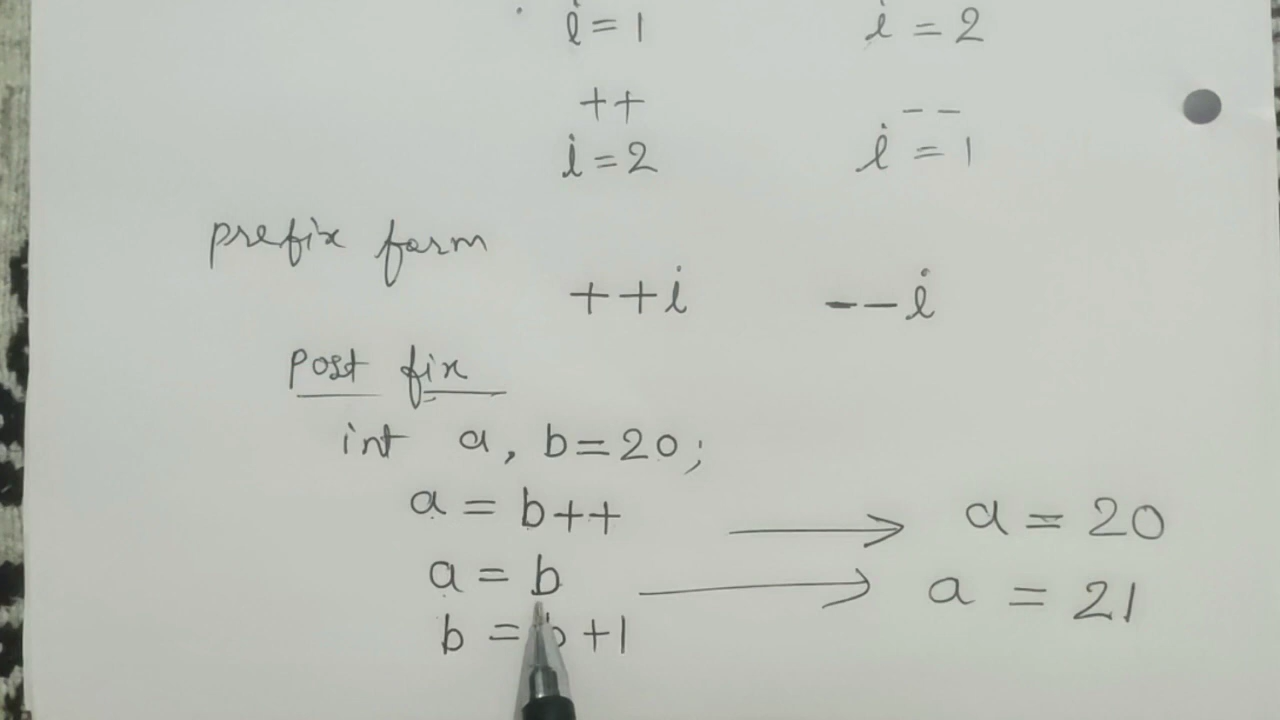 i = 1 i = 2
++ --
i = 2 i = 1
prefix form
++i --i
Post fix
int a, b = 20;
a = b++ → a = 20
a = b → a = 21
b = b + 1